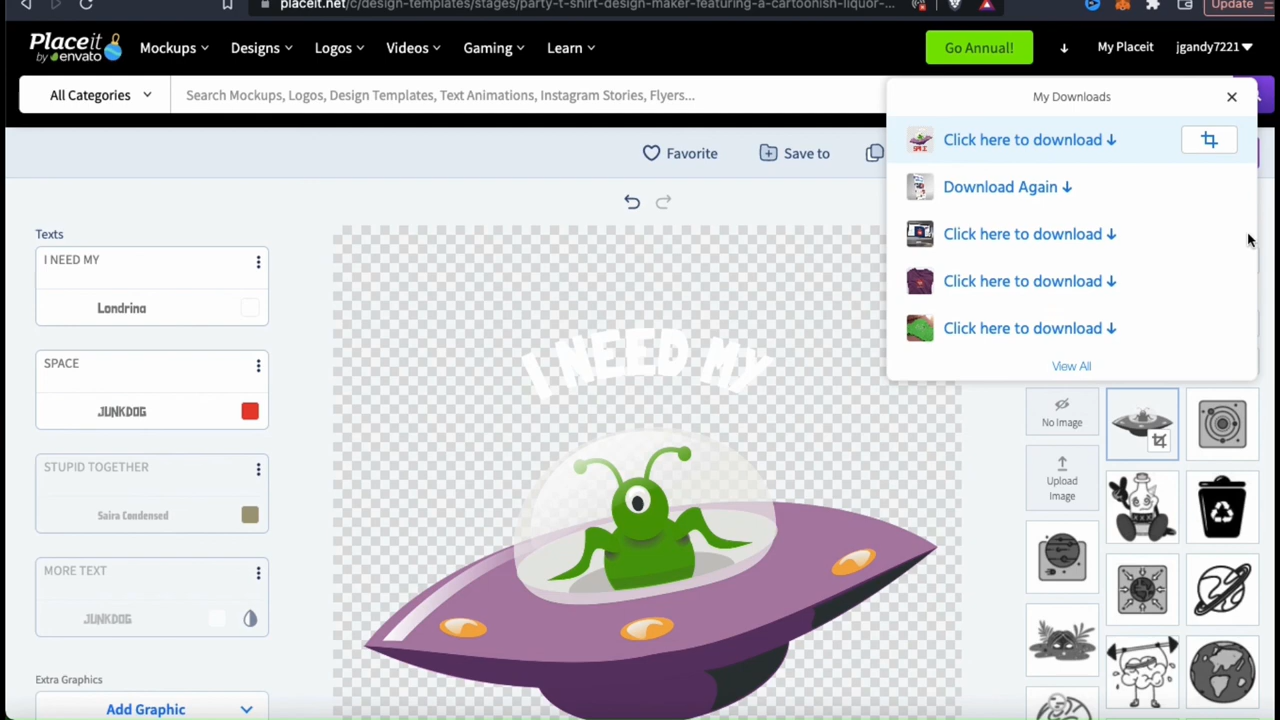 placeit.net/c/design-templates/stages/party-t-shirt-design-maker-featuring-a-cartoonish-liquor-...
Update
Placeit
by envato
Mockups
Designs
Logos
Videos
Gaming
Learn
Go Annual!
My Placeit
jgandy7221
All Categories
Search Mockups, Logos, Design Templates, Text Animations, Instagram Stories, Flyers...
My Downloads
Click here to download
Favorite
Save to
Download Again
Click here to download
Click here to download
Click here to download
View All
Texts
I NEED MY
Londrina
SPACE
JUNKDOG
STUPID TOGETHER
Saira Condensed
MORE TEXT
JUNKDOG
Extra Graphics
Add Graphic
I NEED MY
No Image
Upload
Image